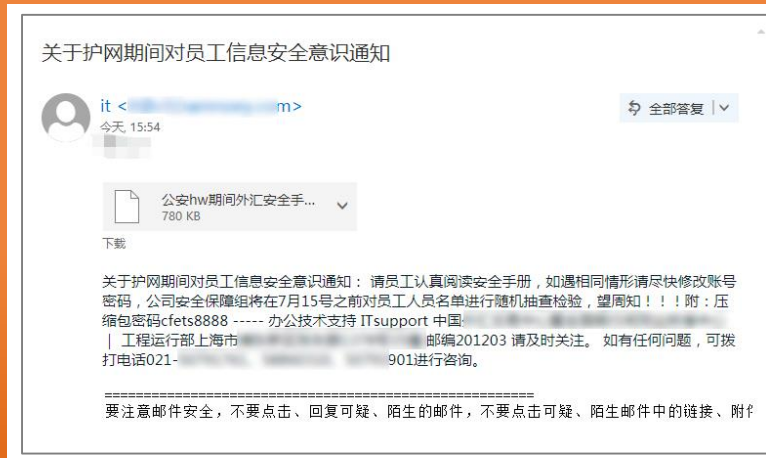 关于护网期间对员工信息安全意识通知
it < m>
全部答复
今天 15:54
公安hw期间外汇安全手...
780 KB
下载
关于护网期间对员工信息安全意识通知： 请员工认真阅读安全手册，如遇相同情形请尽快修改账号
密码，公司安全保障组将在7月15号之前对员工人员名单进行随机抽查检验，望周知！！！附：压
缩包密码cfets8888 ----- 办公技术支持 ITsupport 中国
| 工程运行部上海市 邮编201203 请及时关注。 如有任何问题，可拨
打电话021- 901进行咨询。
=======================================================
要注意邮件安全，不要点击、回复可疑、陌生的邮件，不要点击可疑、陌生邮件中的链接、附